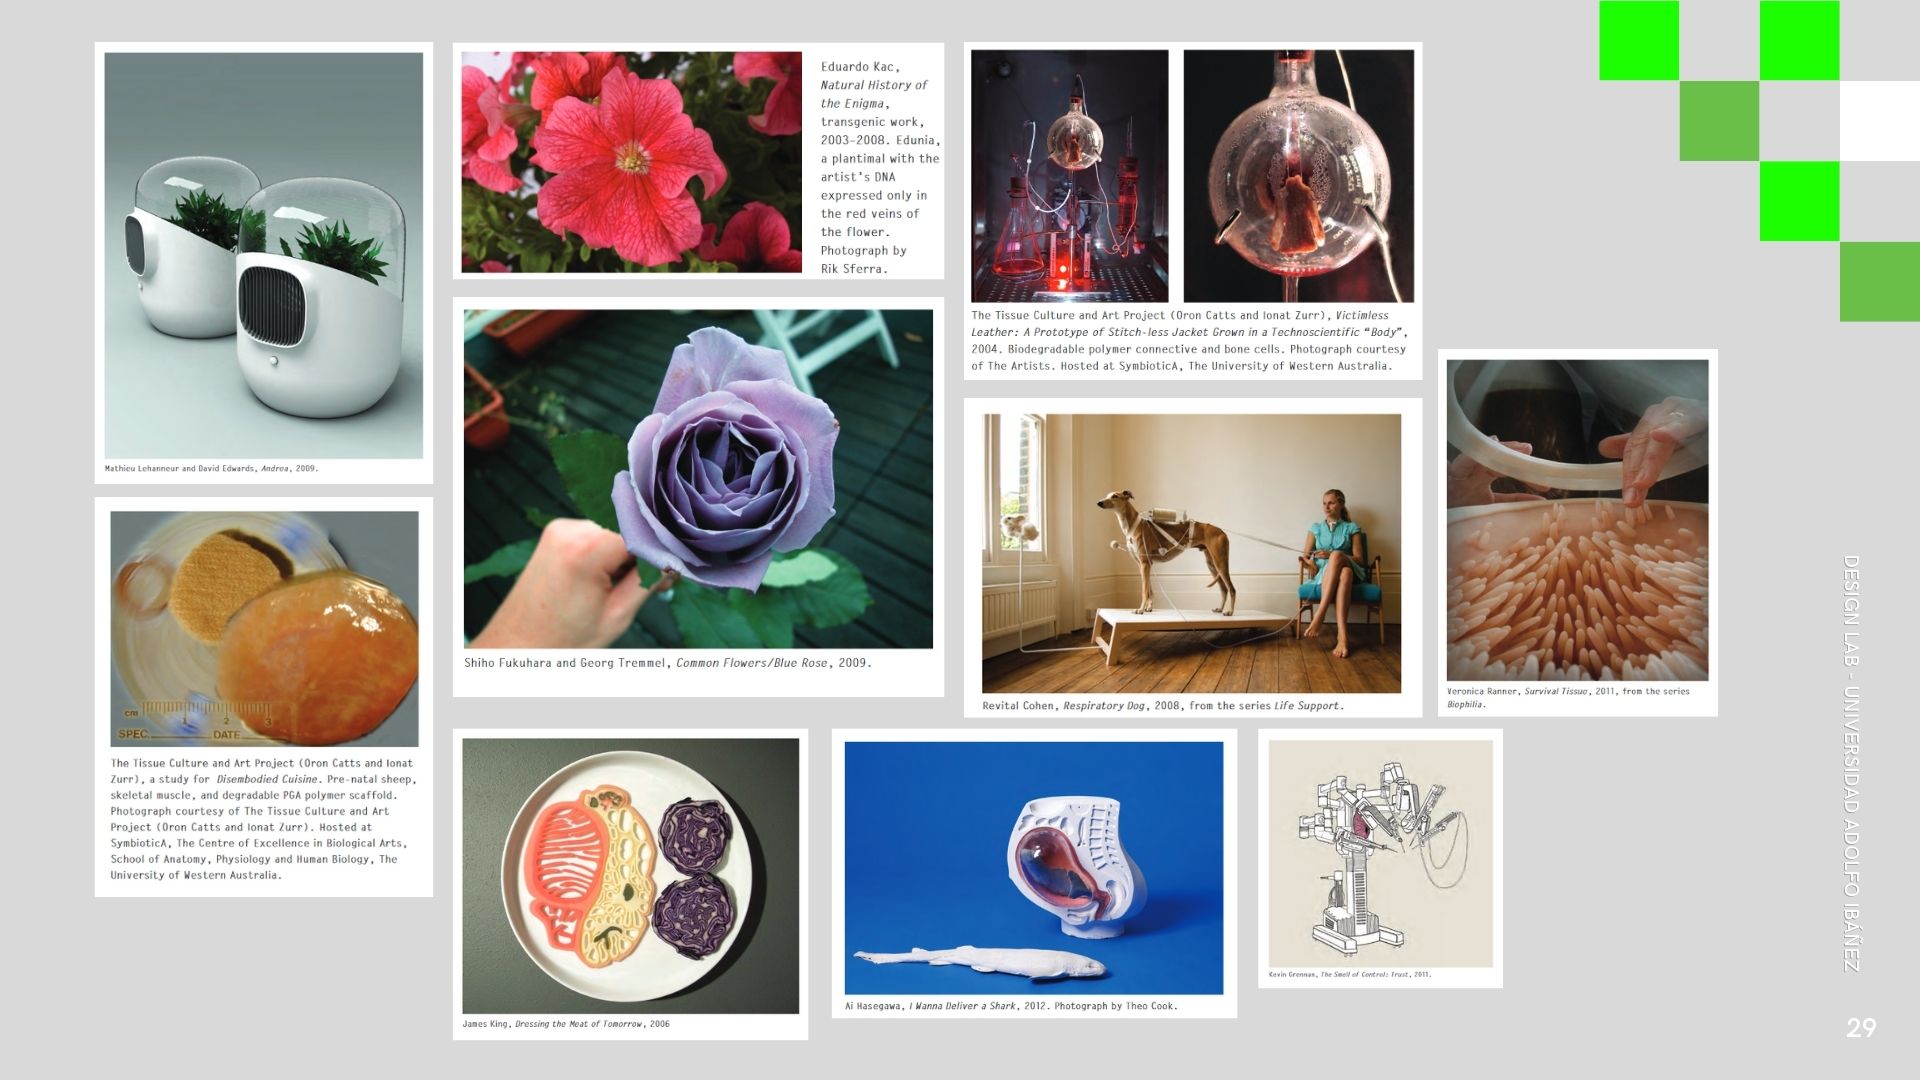 Mathieu Lehanneur and David Edwards, Andrea, 2009.
Eduardo Kac,
Natural History of
the Enigma,
transgenic work,
2003–2008. Edunia,
a plantimal with the
artist's DNA
expressed only in
the red veins of
the flower.
Photograph by
Rik Sferra.
The Tissue Culture and Art Project (Oron Catts and Ionat Zurr), Victimless
Leather: A Prototype of Stitch-less Jacket Grown in a Technoscientific “Body”,
2004. Biodegradable polymer connective and bone cells. Photograph courtesy
of The Artists. Hosted at SymbioticA, The University of Western Australia.
cm
1 2 3
SPEC. DATE
The Tissue Culture and Art Project (Oron Catts and Ionat
Zurr), a study for Disembodied Cuisine. Pre-natal sheep,
skeletal muscle, and degradable PGA polymer scaffold.
Photograph courtesy of The Tissue Culture and Art
Project (Oron Catts and Ionat Zurr). Hosted at
SymbioticA, The Centre of Excellence in Biological Arts,
School of Anatomy, Physiology and Human Biology, The
University of Western Australia.
Shiho Fukuhara and Georg Tremmel, Common Flowers/Blue Rose, 2009.
Revital Cohen, Respiratory Dog, 2008, from the series Life Support.
Veronica Ranner, Survival Tissue, 2011, from the series
Biophilia.
James King, Dressing the Meat of Tomorrow, 2006
Ai Hasegawa, I Wanna Deliver a Shark, 2012. Photograph by Theo Cook.
Kevin Grennan, The Smell of Control: Trust, 2011.
DESIGN LAB - UNIVERSIDAD ADOLFO IBÁÑEZ
29